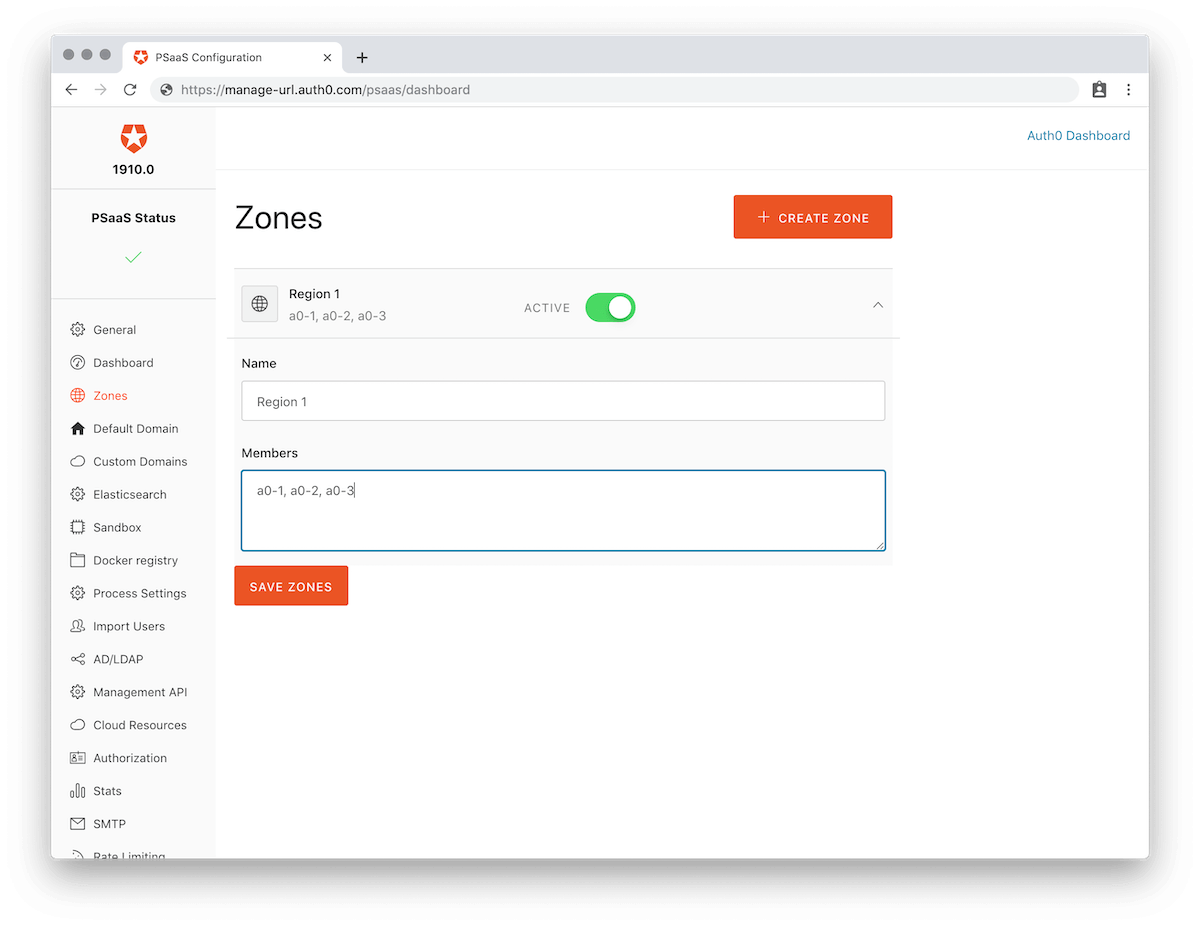 PSaaS Configuration
https://manage-url.auth0.com/psaas/dashboard
1910.0
Auth0 Dashboard
PSaaS Status
General
Dashboard
Zones
Default Domain
Custom Domains
Elasticsearch
Sandbox
Docker registry
Process Settings
Import Users
AD/LDAP
Management API
Cloud Resources
Authorization
Stats
SMTP
Rate Limiting
Zones
CREATE ZONE
Region 1
a0-1, a0-2, a0-3
ACTIVE
Name
Region 1
Members
a0-1, a0-2, a0-3
SAVE ZONES